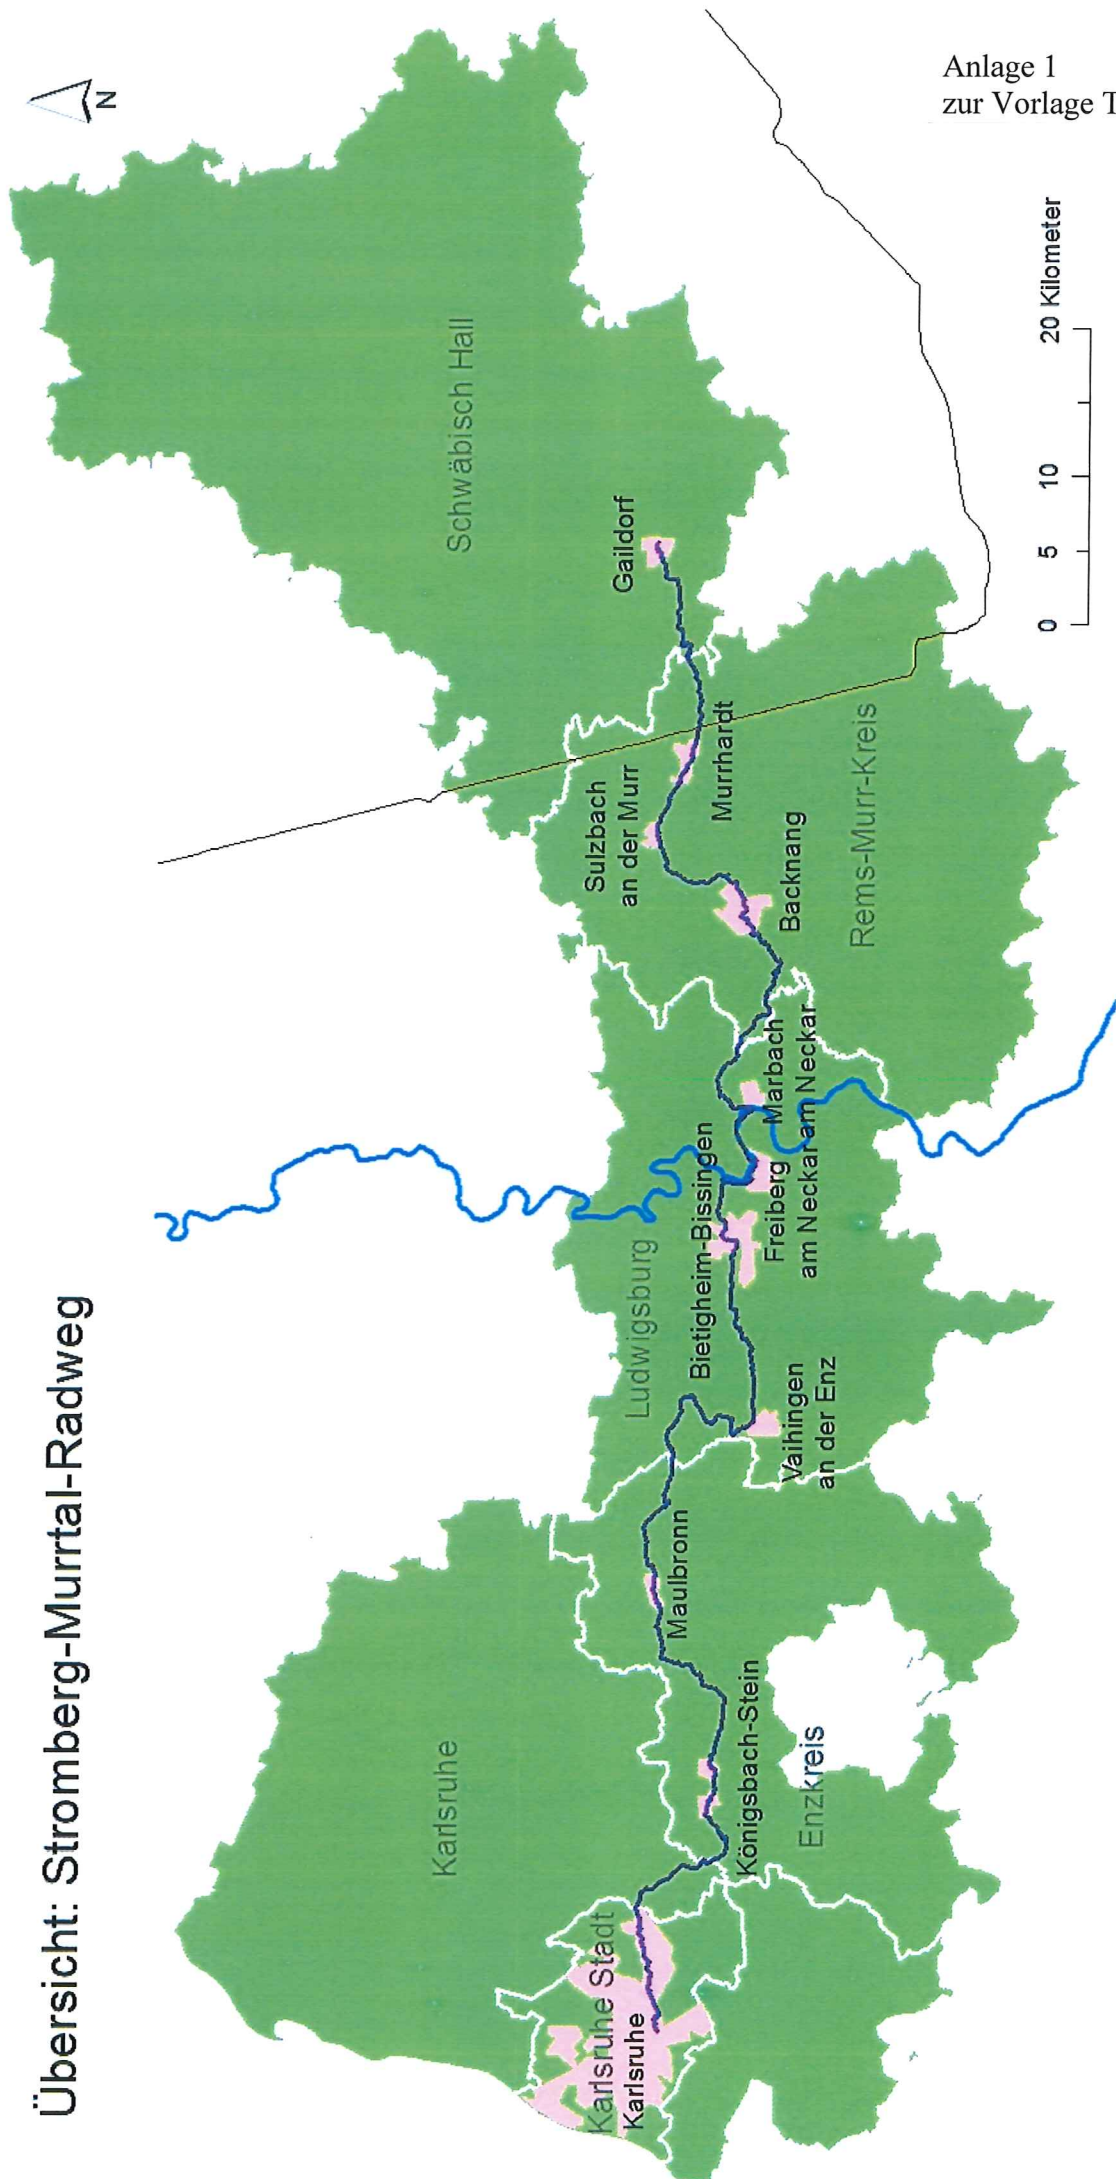 Übersicht: Stromberg-Murrtal-Radweg
N
Anlage 1
zur Vorlage T
Karlsruhe
Karlsruhe Stadt
Karlsruhe
Königsbach-Stein
Enzkreis
Maulbronn
Vaihingen
an der Enz
Ludwigsburg
Bietigheim-Bissingen
Freiberg
am Neckar
Marbach
am Neckar
Backnang
Rems-Murr-Kreis
Sulzbach
an der Murr
Murrhardt
Gaildorf
Schwäbisch Hall
0 5 10 20 Kilometer